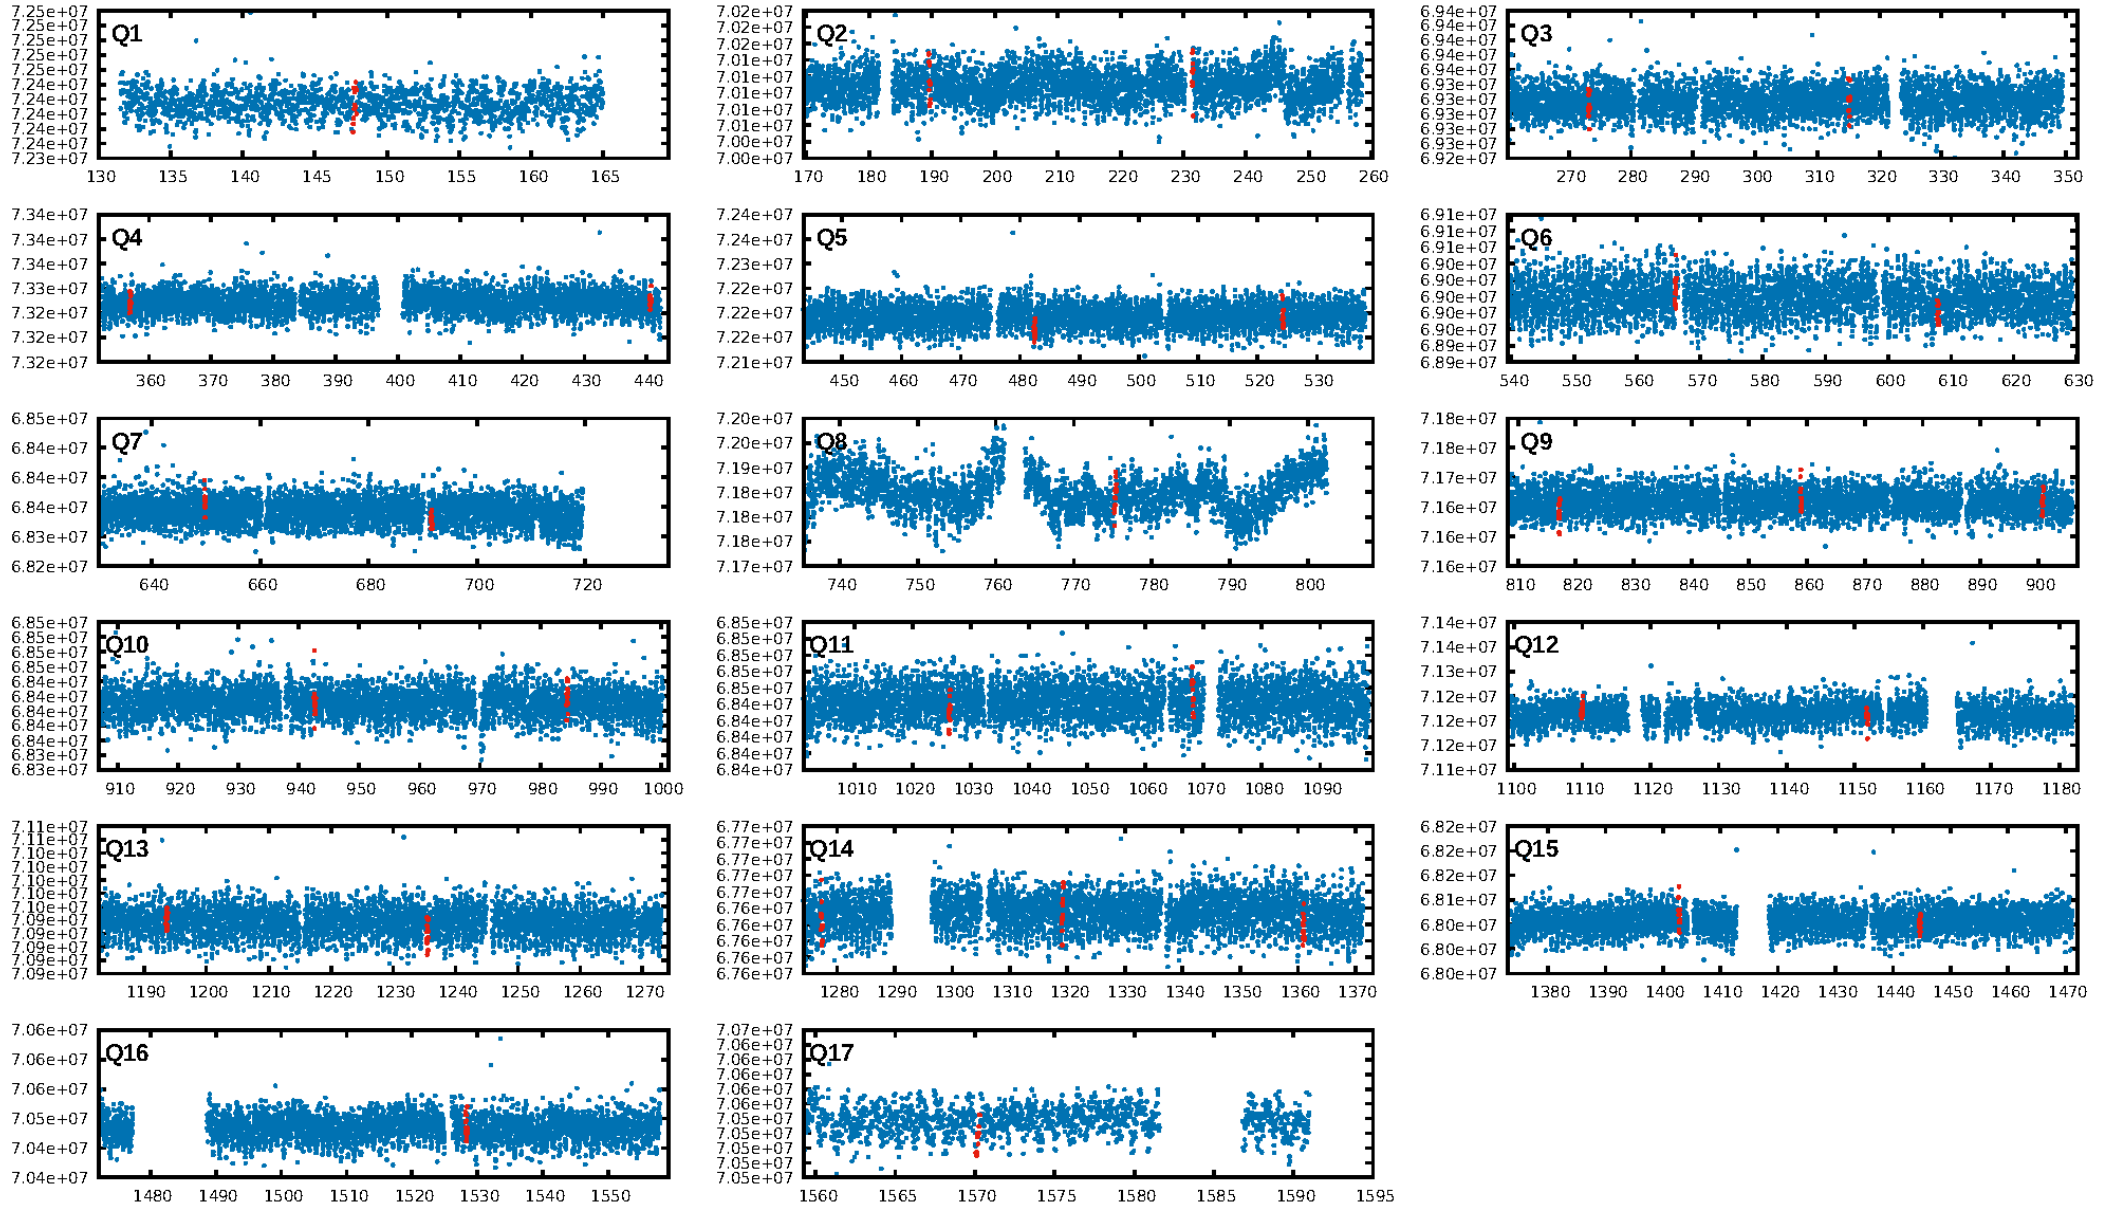 7.25e+07
7.25e+07
7.25e+07
7.25e+07
7.25e+07
7.24e+07
7.24e+07
7.24e+07
7.24e+07
7.24e+07
7.23e+07
Q1
130 135 140 145 150 155 160 165
7.02e+07
7.02e+07
7.02e+07
7.01e+07
7.01e+07
7.01e+07
7.01e+07
7.01e+07
7.00e+07
7.00e+07
Q2
170 180 190 200 210 220 230 240 250 260
6.94e+07
6.94e+07
6.94e+07
6.94e+07
6.94e+07
6.93e+07
6.93e+07
6.93e+07
6.93e+07
6.93e+07
6.92e+07
Q3
270 280 290 300 310 320 330 340 350
7.34e+07
7.34e+07
7.34e+07
7.33e+07
7.32e+07
7.32e+07
7.32e+07
Q4
360 370 380 390 400 410 420 430 440
7.24e+07
7.24e+07
7.23e+07
7.22e+07
7.22e+07
7.22e+07
7.21e+07
Q5
450 460 470 480 490 500 510 520 530
6.91e+07
6.91e+07
6.91e+07
6.90e+07
6.90e+07
6.90e+07
6.90e+07
6.90e+07
6.89e+07
6.89e+07
Q6
540 550 560 570 580 590 600 610 620 630
6.85e+07
6.84e+07
6.84e+07
6.84e+07
6.83e+07
6.82e+07
Q7
640 660 680 700 720
7.20e+07
7.20e+07
7.19e+07
7.18e+07
7.18e+07
7.18e+07
7.17e+07
Q8
740 750 760 770 780 790 800
7.18e+07
7.18e+07
7.17e+07
7.16e+07
7.16e+07
7.16e+07
Q9
810 820 830 840 850 860 870 880 890 900
6.85e+07
6.85e+07
6.85e+07
6.85e+07
6.84e+07
6.84e+07
6.84e+07
6.84e+07
6.84e+07
6.83e+07
6.83e+07
Q10
910 920 930 940 950 960 970 980 990 1000
6.85e+07
6.85e+07
6.85e+07
6.85e+07
6.85e+07
6.84e+07
6.84e+07
6.84e+07
6.84e+07
6.84e+07
Q11
1010 1020 1030 1040 1050 1060 1070 1080 1090
7.14e+07
7.14e+07
7.13e+07
7.12e+07
7.12e+07
7.12e+07
7.11e+07
Q12
1100 1110 1120 1130 1140 1150 1160 1170 1180
7.11e+07
7.11e+07
7.10e+07
7.10e+07
7.10e+07
7.10e+07
7.10e+07
7.09e+07
7.09e+07
7.09e+07
7.09e+07
7.09e+07
Q13
1190 1200 1210 1220 1230 1240 1250 1260 1270
6.77e+07
6.77e+07
6.77e+07
6.77e+07
6.77e+07
6.76e+07
6.76e+07
6.76e+07
6.76e+07
6.76e+07
Q14
1280 1290 1300 1310 1320 1330 1340 1350 1360 1370
6.82e+07
6.82e+07
6.82e+07
6.81e+07
6.80e+07
6.80e+07
6.80e+07
Q15
1380 1390 1400 1410 1420 1430 1440 1450 1460 1470
7.06e+07
7.06e+07
7.06e+07
7.05e+07
7.04e+07
7.04e+07
Q16
1480 1490 1500 1510 1520 1530 1540 1550
7.07e+07
7.06e+07
7.06e+07
7.06e+07
7.06e+07
7.06e+07
7.05e+07
7.05e+07
7.05e+07
7.05e+07
7.05e+07
Q17
1560 1565 1570 1575 1580 1585 1590 1595